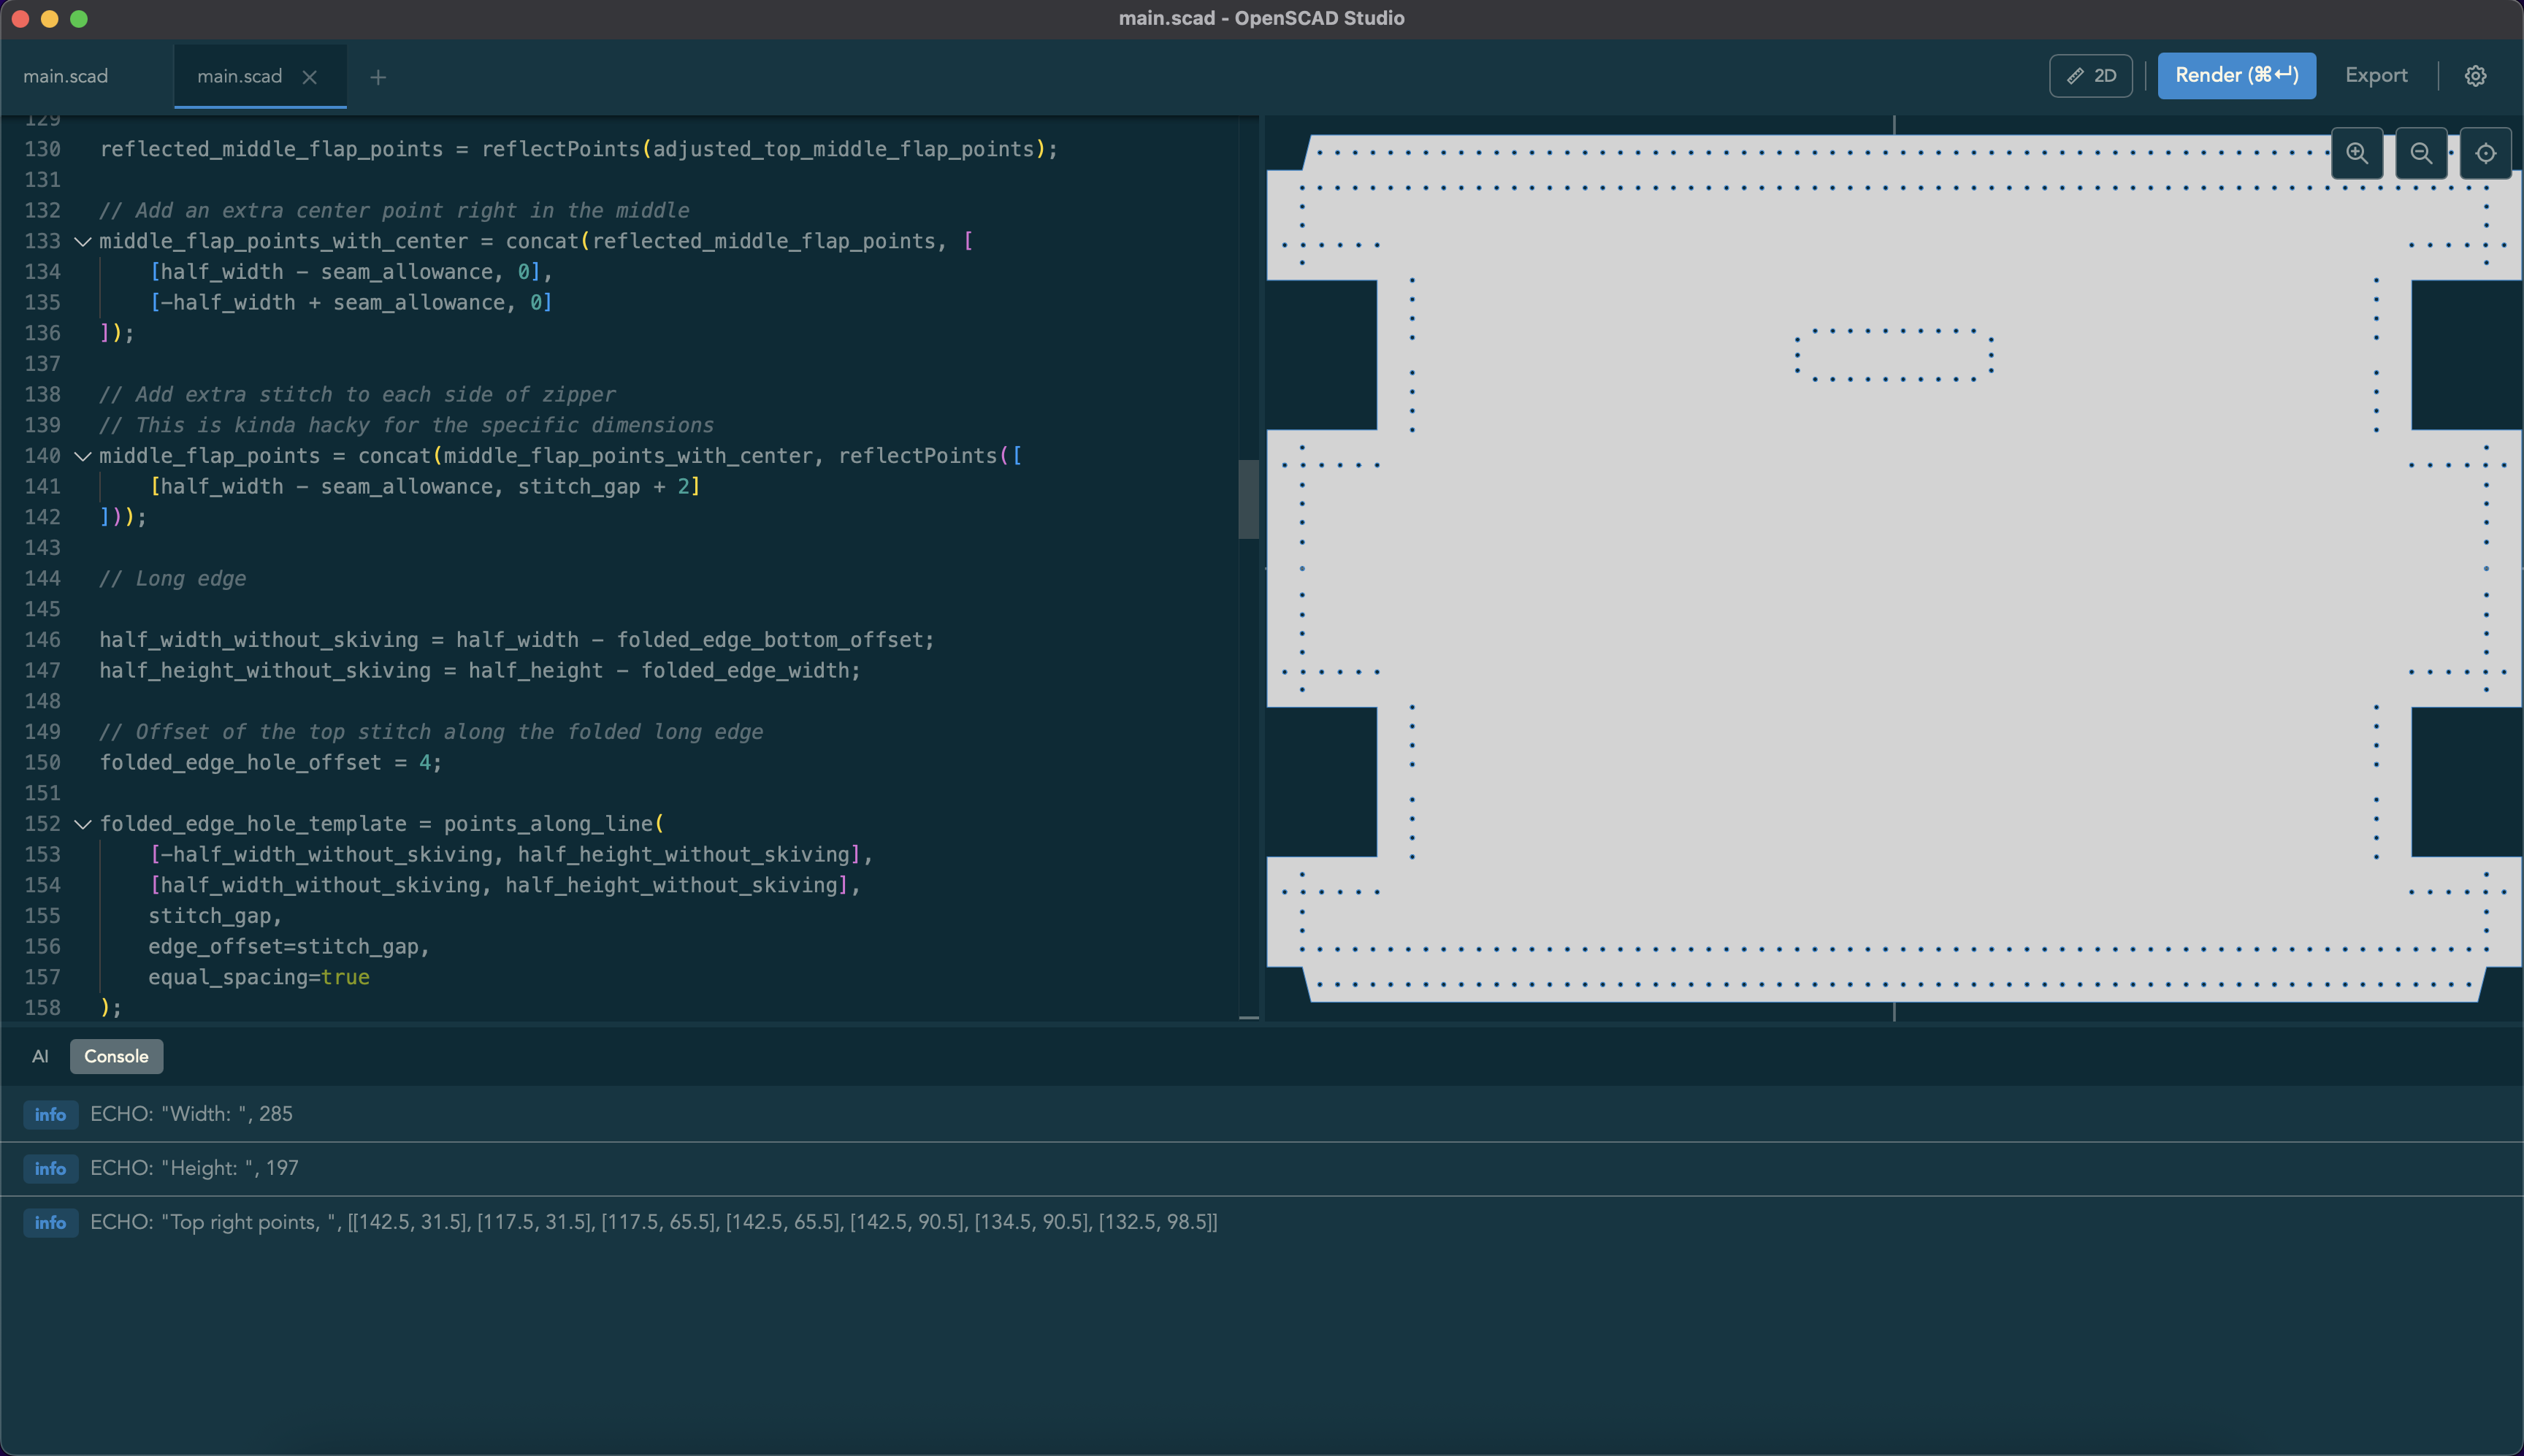 main.scad - OpenSCAD Studio
main.scad
main.scad
2D
Render (⌘↵)
Export
129
130 reflected_middle_flap_points = reflectPoints(adjusted_top_middle_flap_points);
131
132 // Add an extra center point right in the middle
133 middle_flap_points_with_center = concat(reflected_middle_flap_points, [
134 [half_width - seam_allowance, 0],
135 [-half_width + seam_allowance, 0]
136 ]);
137
138 // Add extra stitch to each side of zipper
139 // This is kinda hacky for the specific dimensions
140 middle_flap_points = concat(middle_flap_points_with_center, reflectPoints([
141 [half_width - seam_allowance, stitch_gap + 2]
142 ]));
143
144 // Long edge
145
146 half_width_without_skiving = half_width - folded_edge_bottom_offset;
147 half_height_without_skiving = half_height - folded_edge_width;
148
149 // Offset of the top stitch along the folded long edge
150 folded_edge_hole_offset = 4;
151
152 folded_edge_hole_template = points_along_line(
153 [-half_width_without_skiving, half_height_without_skiving],
154 [half_width_without_skiving, half_height_without_skiving],
155 stitch_gap,
156 edge_offset=stitch_gap,
157 equal_spacing=true
158 );
AI
Console
info ECHO: "Width: ", 285
info ECHO: "Height: ", 197
info ECHO: "Top right points, ", [[142.5, 31.5], [117.5, 31.5], [117.5, 65.5], [142.5, 65.5], [142.5, 90.5], [134.5, 90.5], [132.5, 98.5]]